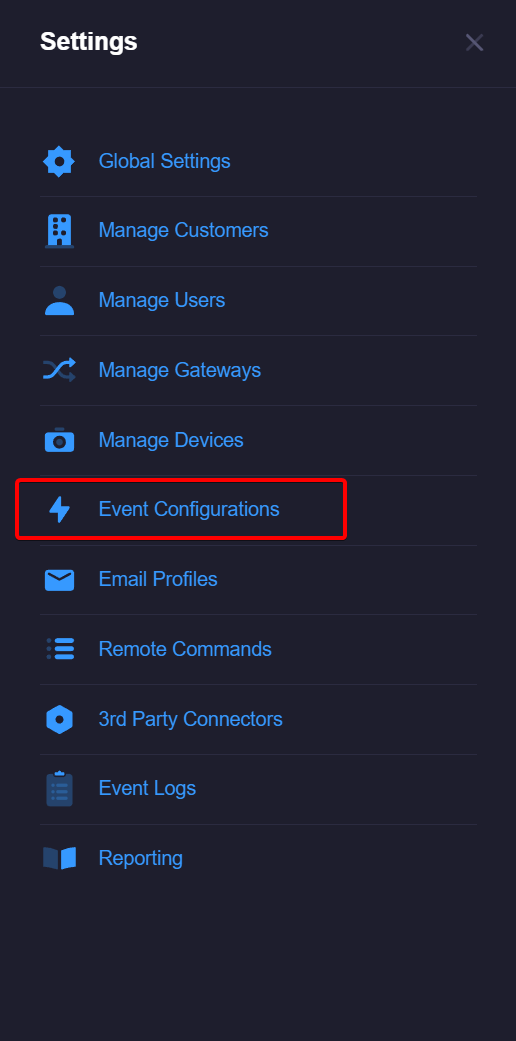 Settings
Global Settings
Manage Customers
Manage Users
Manage Gateways
Manage Devices
Event Configurations
Email Profiles
Remote Commands
3rd Party Connectors
Event Logs
Reporting